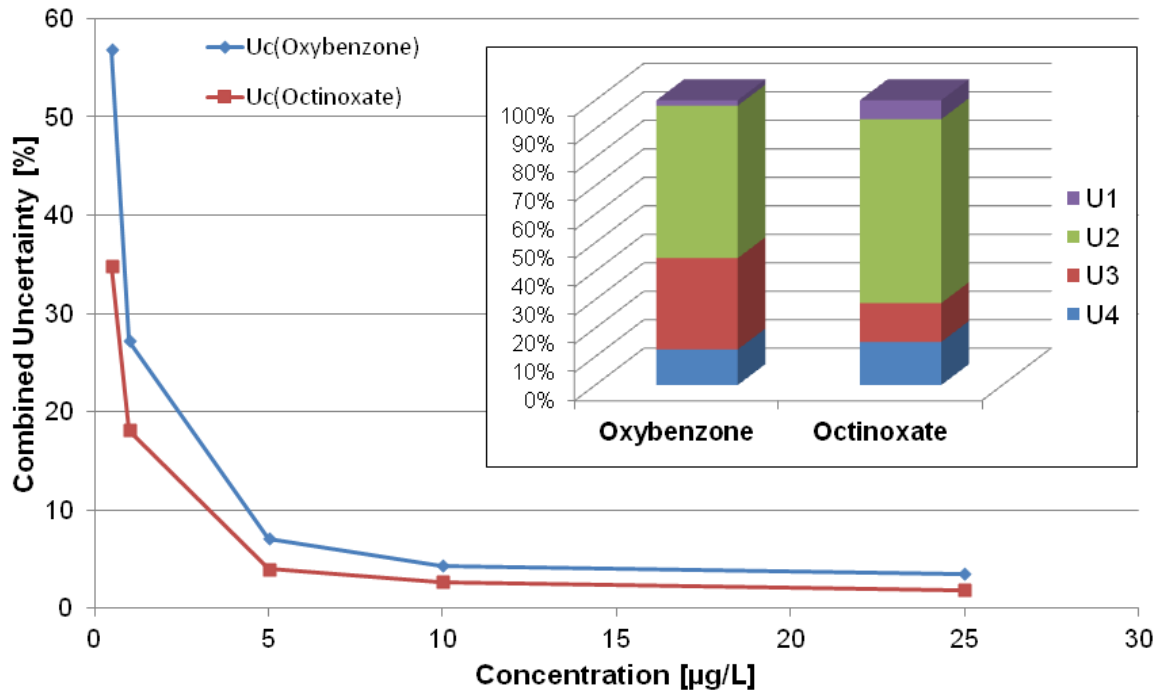 60
50
40
30
20
10
0
Combined Uncertainty [%]
0
5
10
15
20
25
30
Concentration [µg/L]
Uc(Oxybenzone)
Uc(Octinoxate)
100%
90%
80%
70%
60%
50%
40%
30%
20%
10%
0%
Oxybenzone
Octinoxate
U1
U2
U3
U4